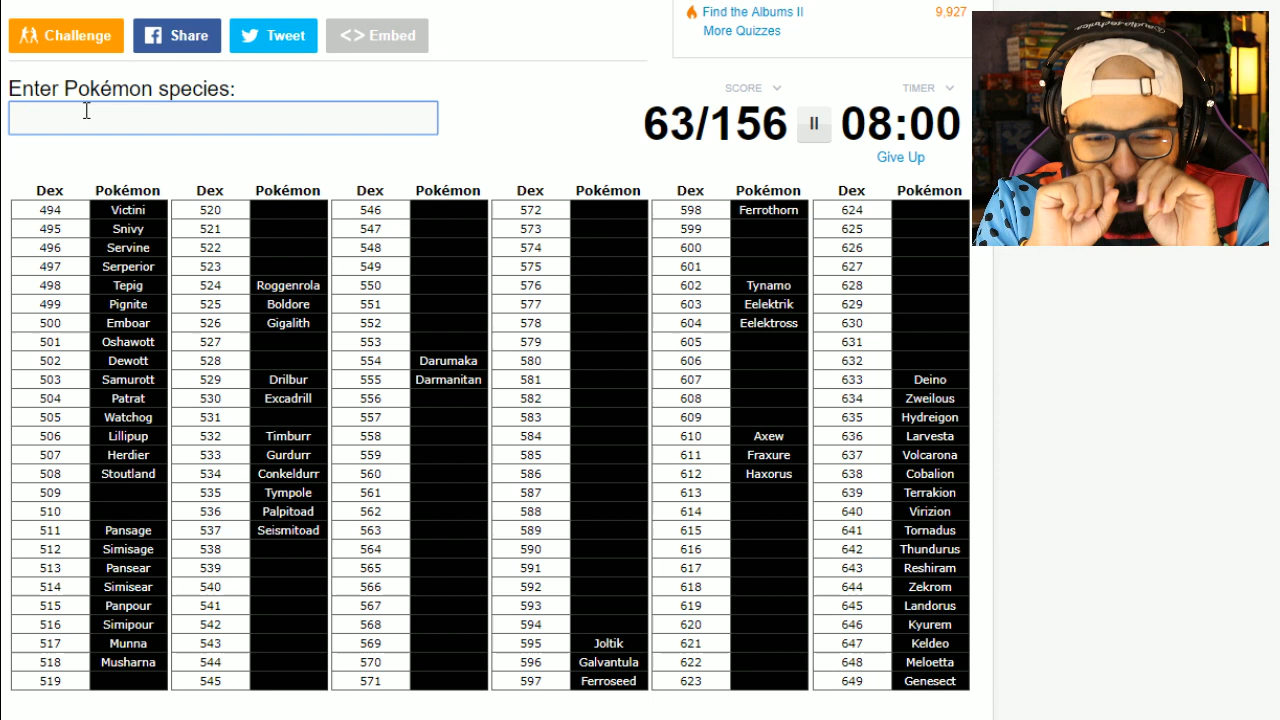 Find the Albums II 9,927
More Quizzes
Challenge Share Tweet <> Embed
Enter Pokémon species:
SCORE TIMER
63/156 II 08:00
Give Up
Dex Pokémon Dex Pokémon Dex Pokémon Dex Pokémon Dex Pokémon Dex Pokémon
494 Victini 520 546 572 598 Ferrothorn 624
495 Snivy 521 547 573 599 625
496 Servine 522 548 574 600 626
497 Serperior 523 549 575 601 627
498 Tepig 524 Roggenrola 550 576 602 Tynamo 628
499 Pignite 525 Boldore 551 577 603 Eelektrik 629
500 Emboar 526 Gigalith 552 578 604 Eelektross 630
501 Oshawott 527 553 579 605 631
502 Dewott 528 554 Darumaka 580 606 632
503 Samurott 529 Drilbur 555 Darmanitan 581 607 633 Deino
504 Patrat 530 Excadrill 556 582 608 634 Zweilous
505 Watchog 531 557 583 609 635 Hydreigon
506 Lillipup 532 Timburr 558 584 610 Axew 636 Larvesta
507 Herdier 533 Gurdurr 559 585 611 Fraxure 637 Volcarona
508 Stoutland 534 Conkeldurr 560 586 612 Haxorus 638 Cobalion
509 535 Tympole 561 587 613 639 Terrakion
510 536 Palpitoad 562 588 614 640 Virizion
511 Pansage 537 Seismitoad 563 589 615 641 Tornadus
512 Simisage 538 564 590 616 642 Thundurus
513 Pansear 539 565 591 617 643 Reshiram
514 Simisear 540 566 592 618 644 Zekrom
515 Panpour 541 567 593 619 645 Landorus
516 Simipour 542 568 594 620 646 Kyurem
517 Munna 543 569 595 Joltik 621 647 Keldeo
518 Musharna 544 570 596 Galvantula 622 648 Meloetta
519 545 571 597 Ferroseed 623 649 Genesect